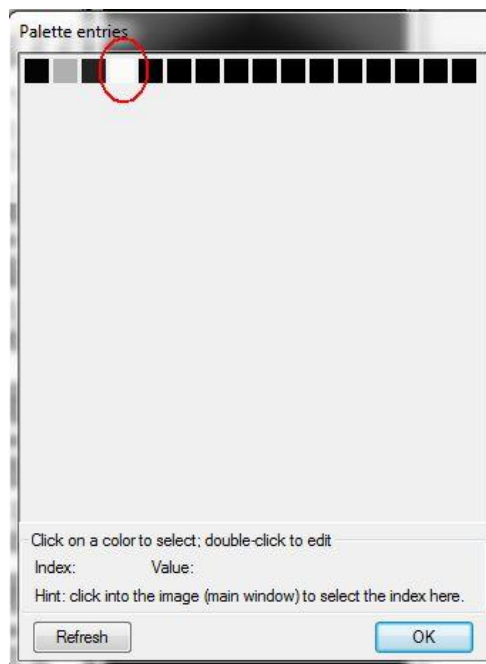 Palette entries
Click on a color to select; double-click to edit
Index: Value:
Hint: click into the image (main window) to select the index here.
Refresh OK